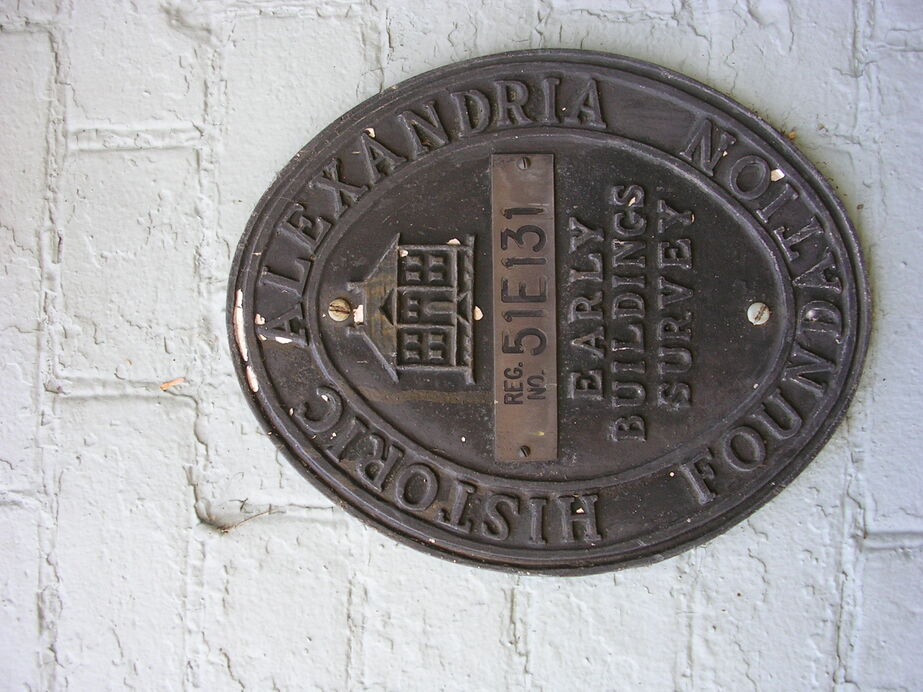 HISTORIC ALEXANDRIA
REG. NO. 51E131
EARLY
BUILDINGS
SURVEY
FOUNDATION